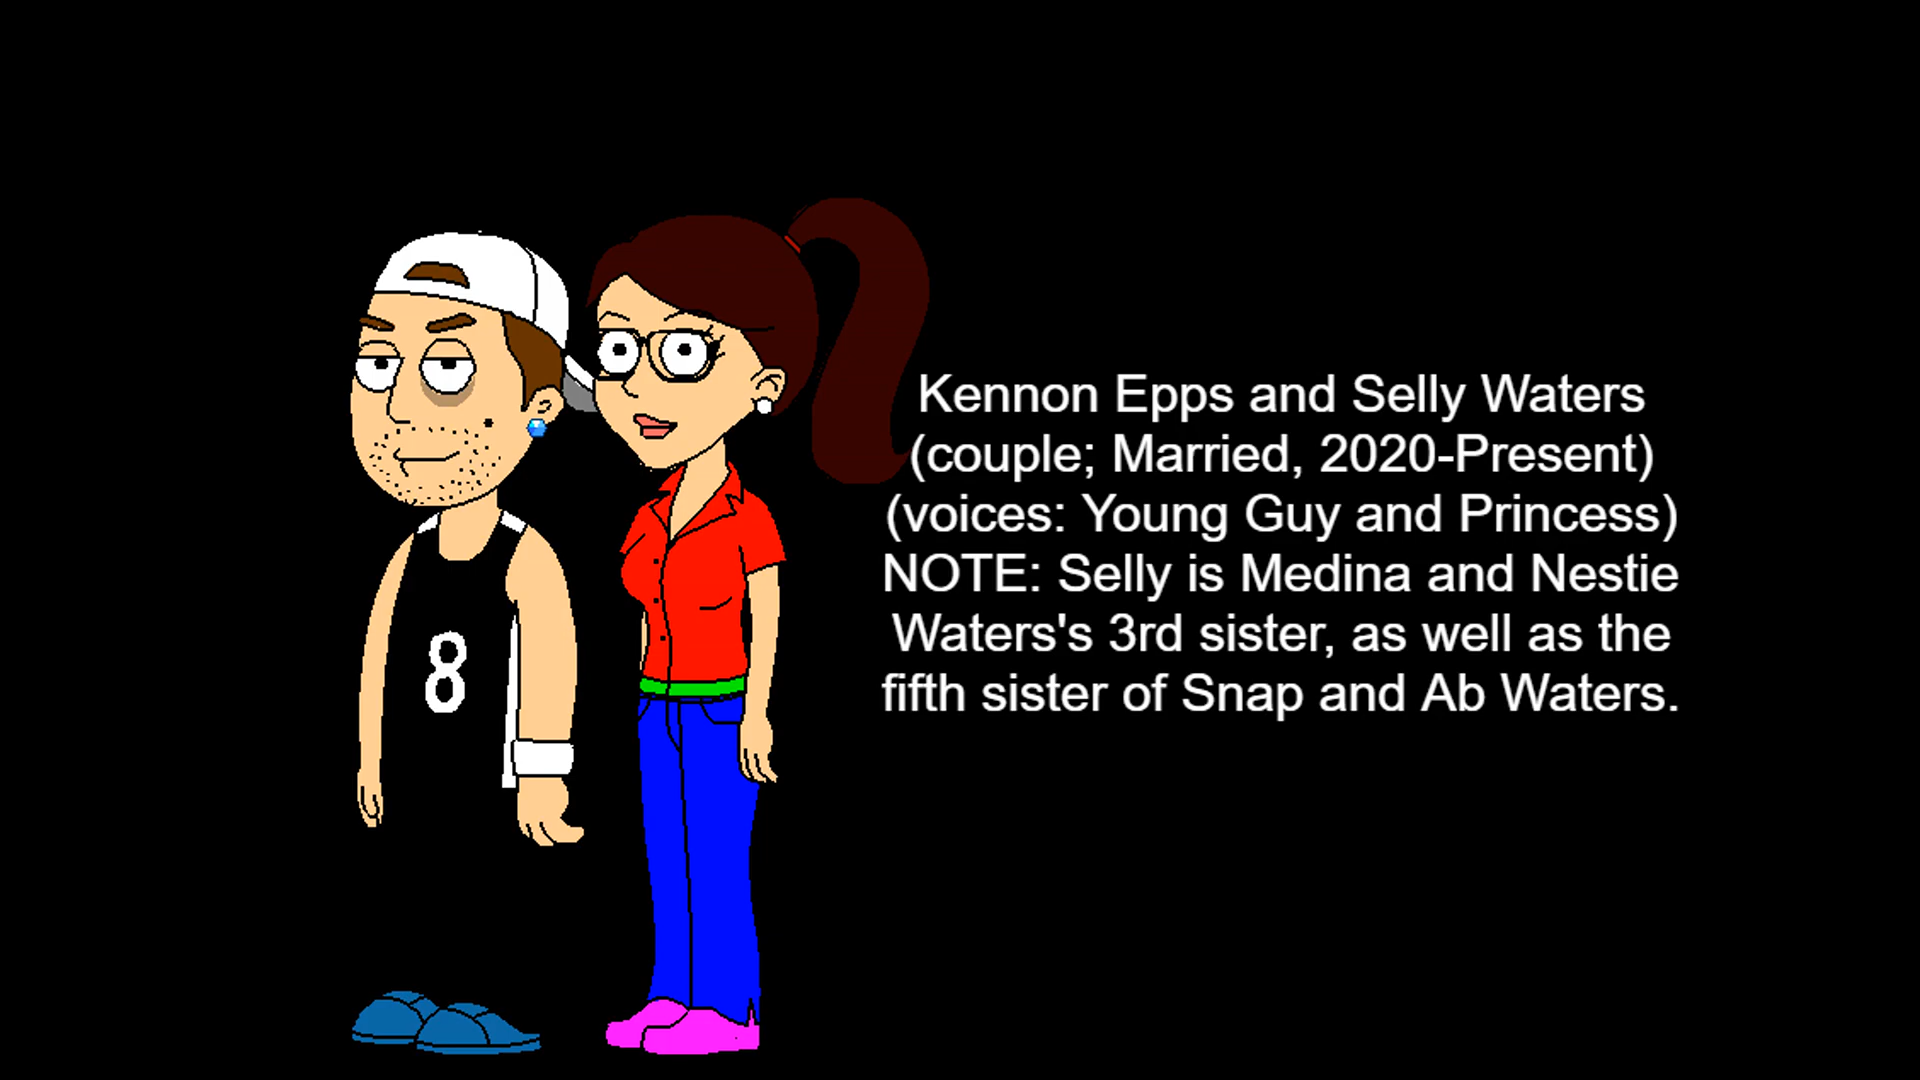 8
Kennon Epps and Selly Waters
(couple; Married, 2020-Present)
(voices: Young Guy and Princess)
NOTE: Selly is Medina and Nestie
Waters's 3rd sister, as well as the
fifth sister of Snap and Ab Waters.